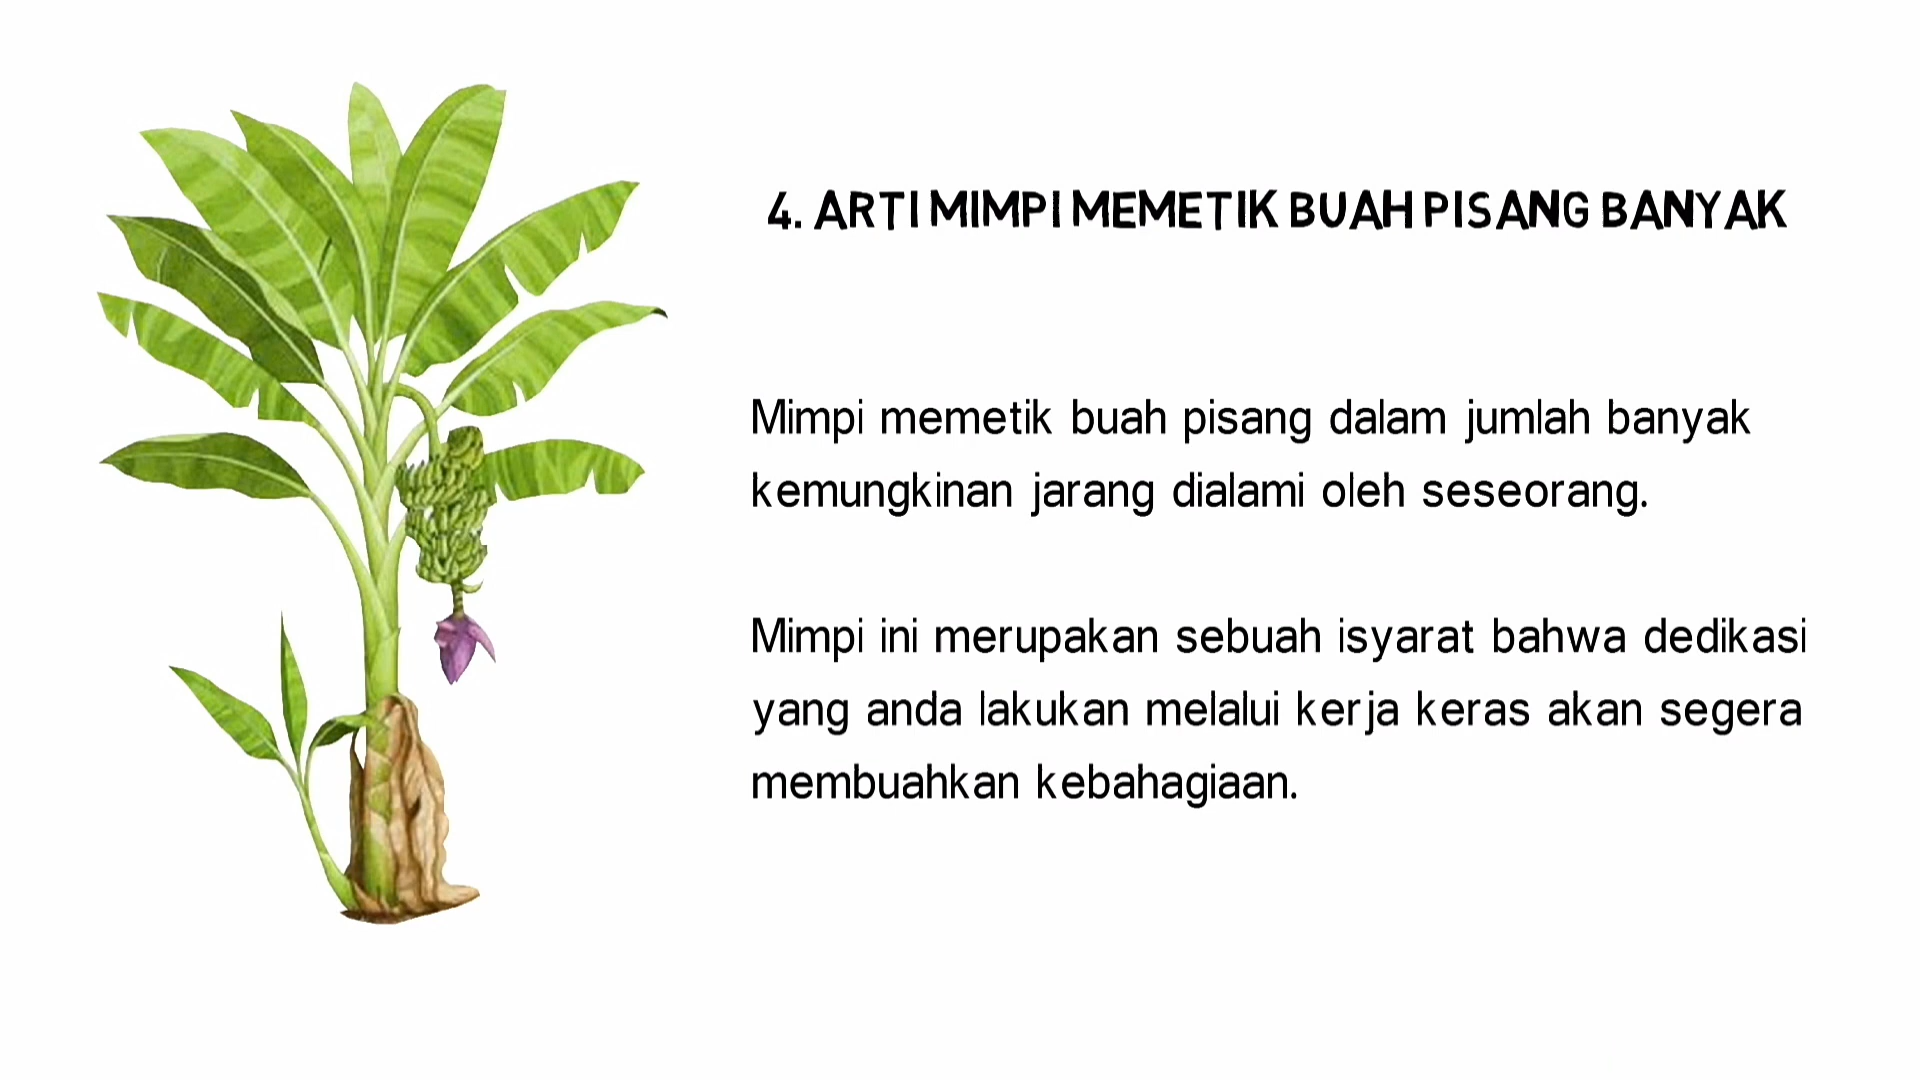 4. ARTI MIMPI MEMETIK BUAH PISANG BANYAK
Mimpi memetik buah pisang dalam jumlah banyak
kemungkinan jarang dialami oleh seseorang.
Mimpi ini merupakan sebuah isyarat bahwa dedikasi
yang anda lakukan melalui kerja keras akan segera
membuahkan kebahagiaan.